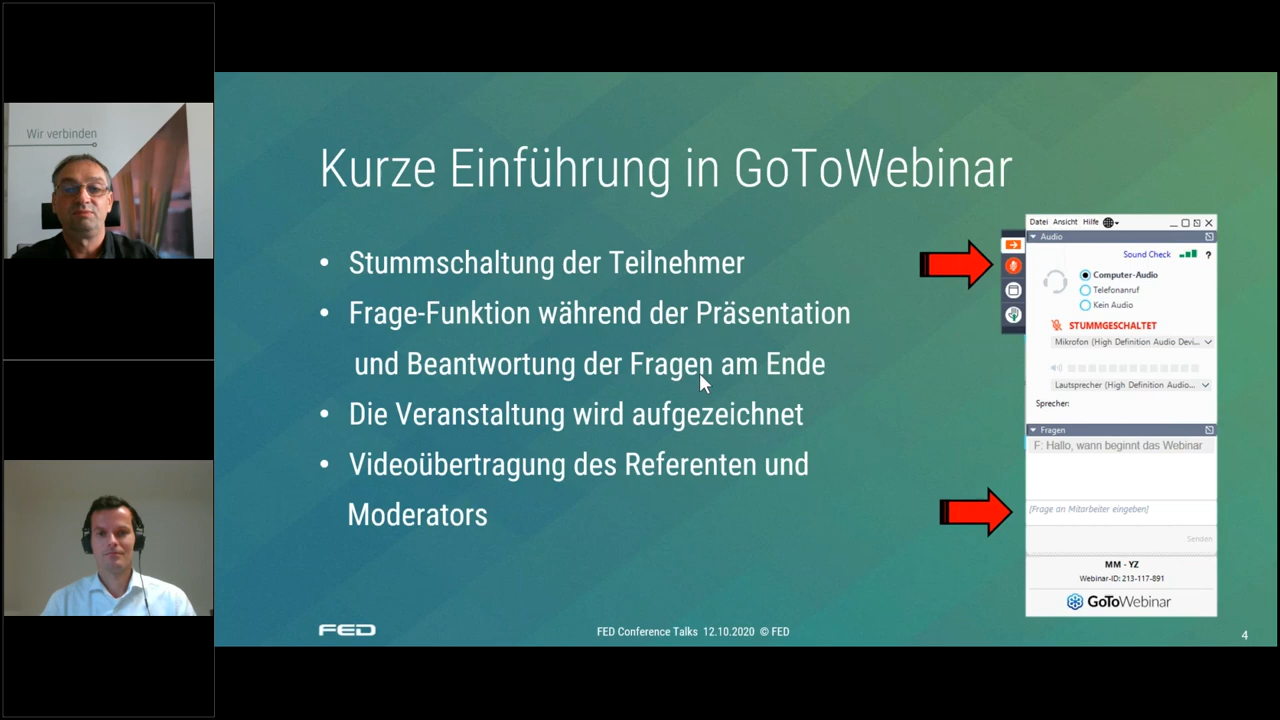 Wir verbinden
Kurze Einführung in GoToWebinar
• Stummschaltung der Teilnehmer
• Frage-Funktion während der Präsentation
und Beantwortung der Fragen am Ende
• Die Veranstaltung wird aufgezeichnet
• Videoübertragung des Referenten und
Moderators
Datei Ansicht Hilfe
Audio
Sound Check ?
Computer-Audio
Telefonanruf
Kein Audio
STUMMGESCHALTET
Mikrofon (High Definition Audio Devi...
Lautsprecher (High Definition Audio...
Sprecher:
Fragen
F: Hallo, wann beginnt das Webinar
[Frage an Mitarbeiter eingeben]
Senden
MM - YZ
Webinar-ID: 213-117-891
GoToWebinar
FED
FED Conference Talks 12.10.2020 © FED
4